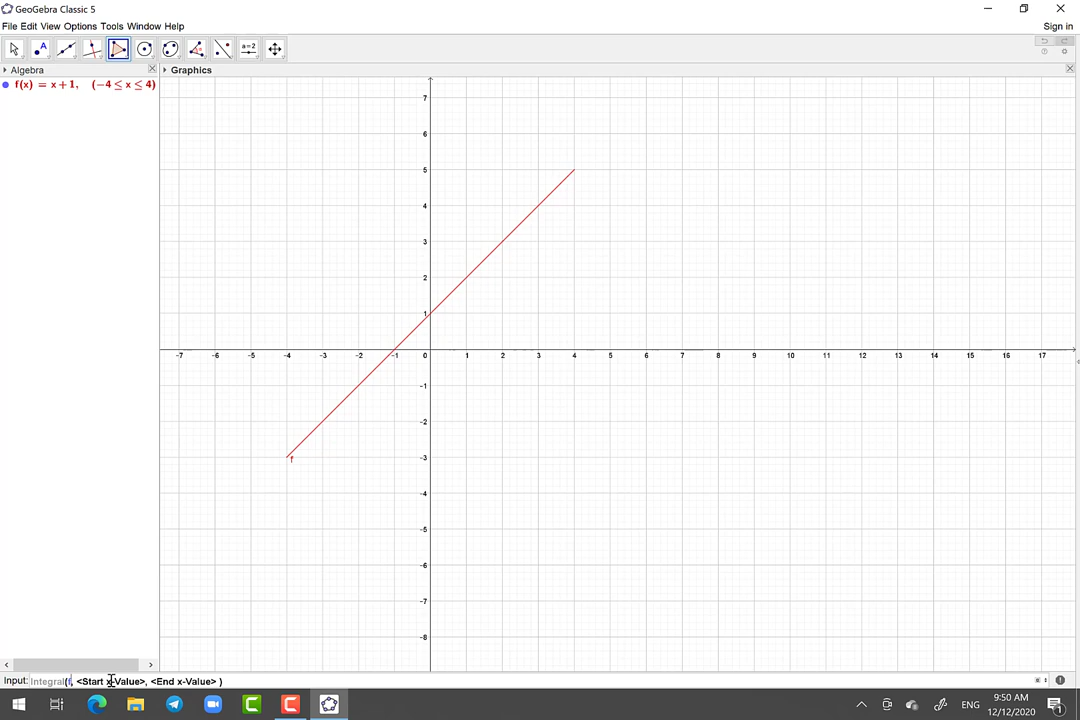 GeoGebra Classic 5
File Edit View Options Tools Window Help
Sign in
A
a=2
Algebra
Graphics
f(x) = x+1, (−4 ≤ x ≤ 4)
7
6
5
4
3
2
1
-7 -6 -5 -4 -3 -2 -1 0 1 2 3 4 5 6 7 8 9 10 11 12 13 14 15 16 17
-1
-2
-3
f
-4
-5
-6
-7
-8
Input: Integral(f, <Start x-Value>, <End x-Value> )
ENG
9:50 AM
12/12/2020
1